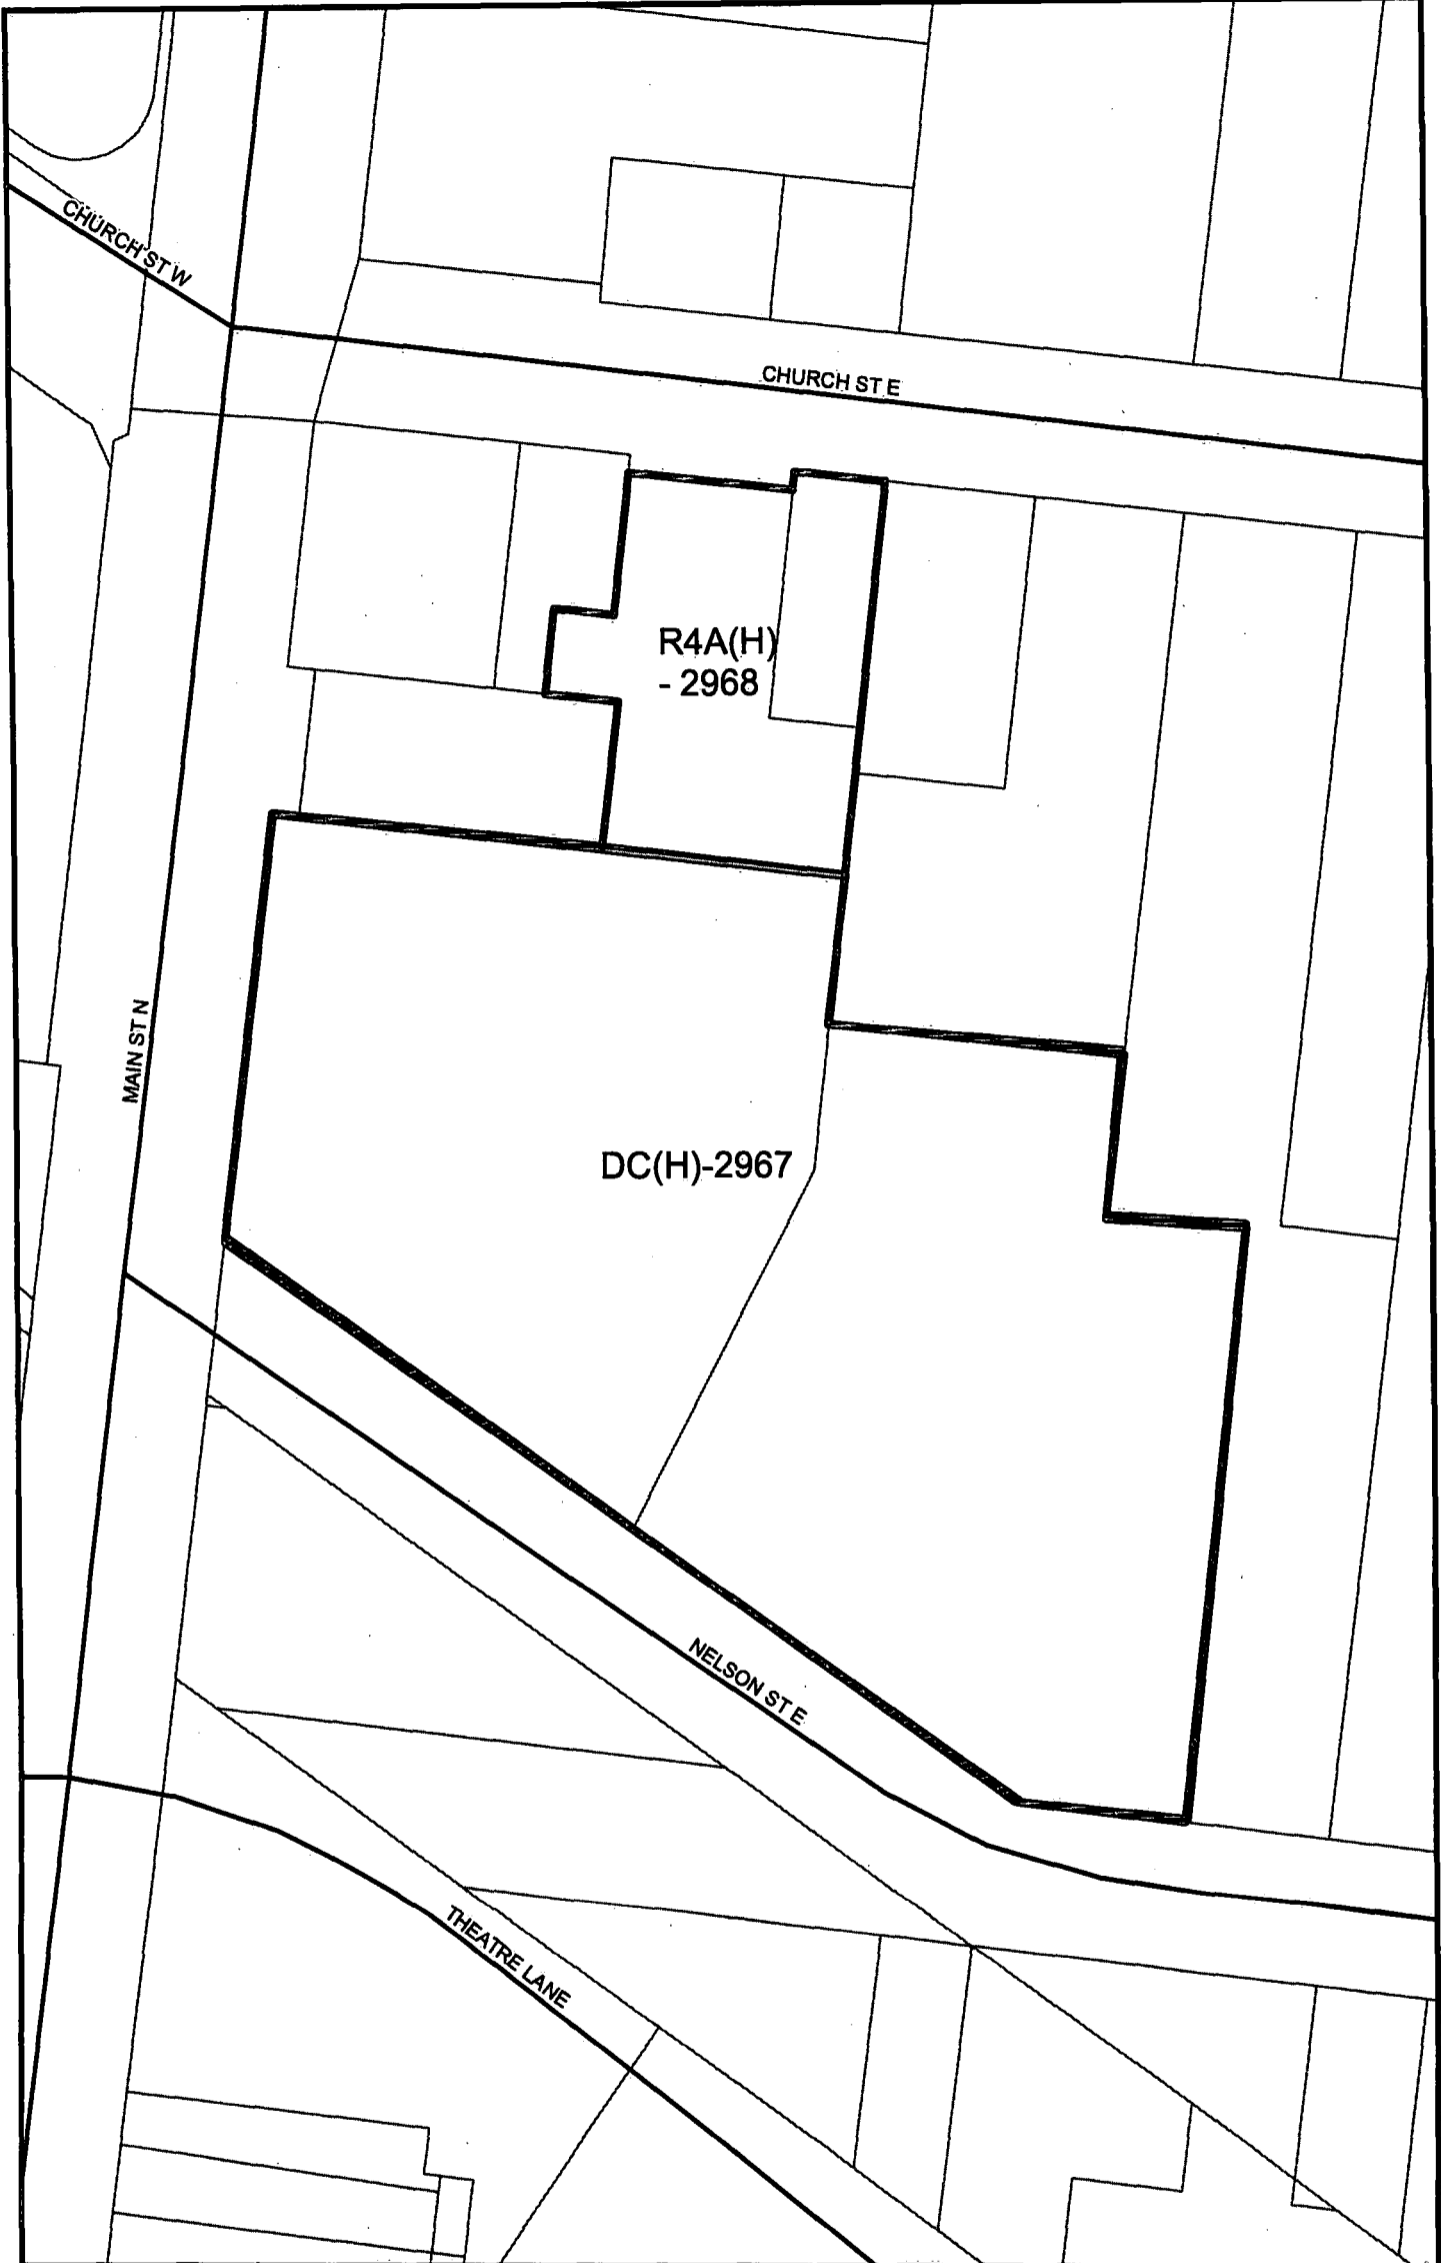 CHURCH ST W
CHURCH ST E
R4A(H)
- 2968
MAIN ST N
DC(H)-2967
NELSON ST E
THEATRE LANE